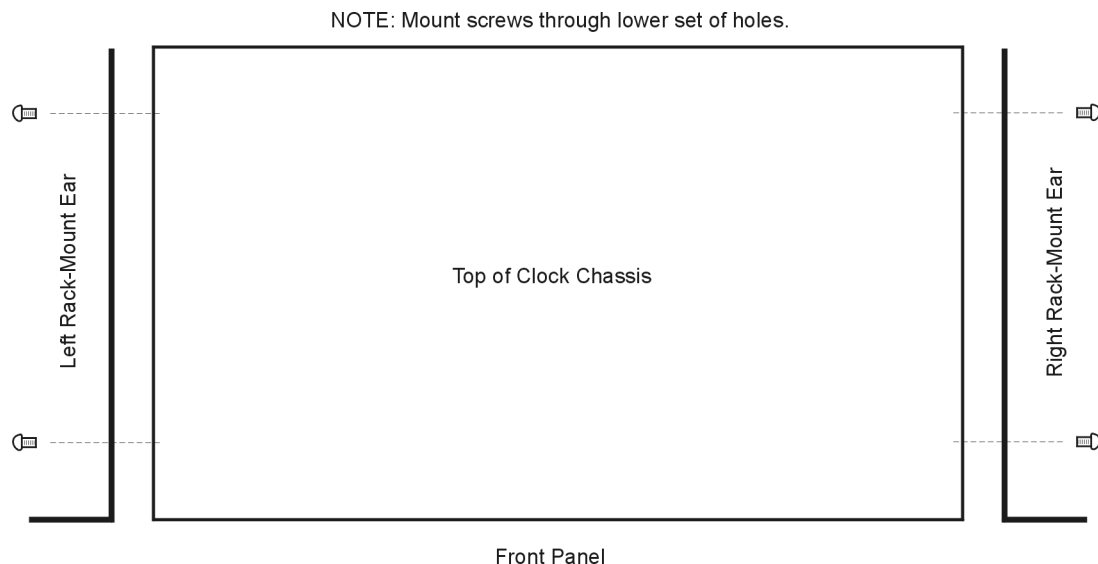 NOTE: Mount screws through lower set of holes.
Left Rack-Mount Ear
Top of Clock Chassis
Right Rack-Mount Ear
Front Panel